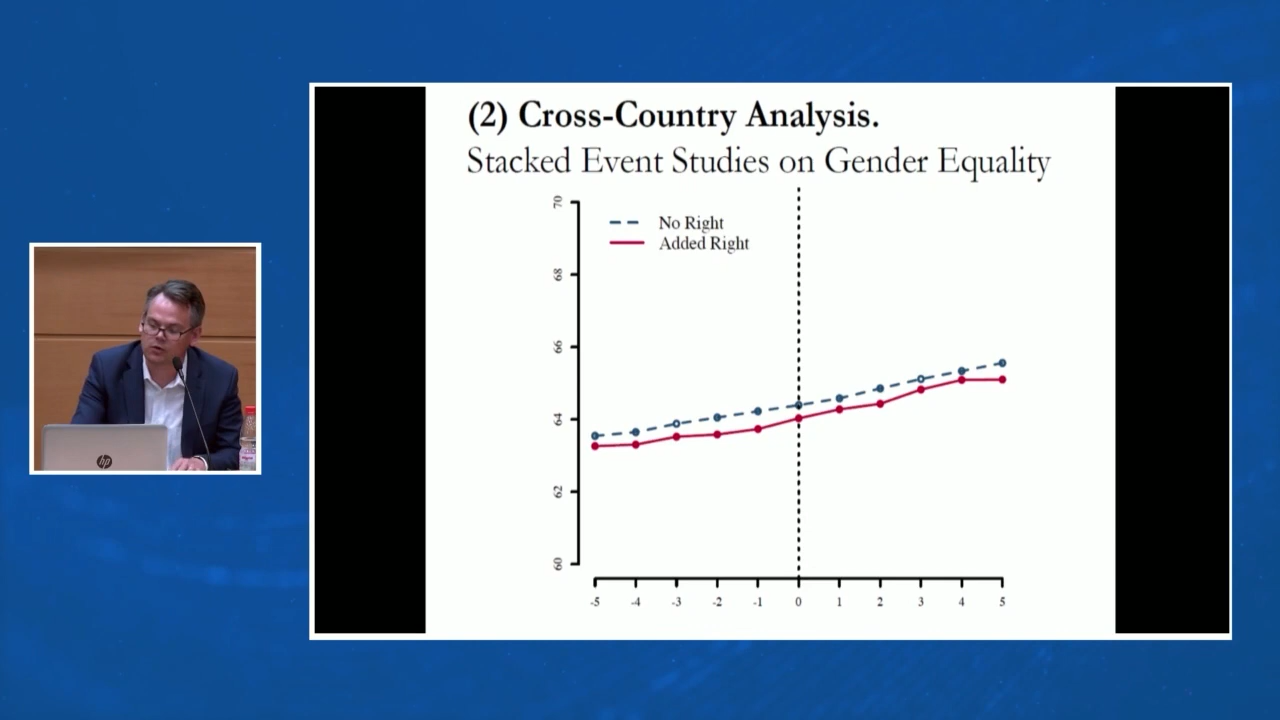 (2) Cross-Country Analysis.
Stacked Event Studies on Gender Equality
No Right
Added Right
70
68
66
64
62
60
-5 -4 -3 -2 -1 0 1 2 3 4 5
hp